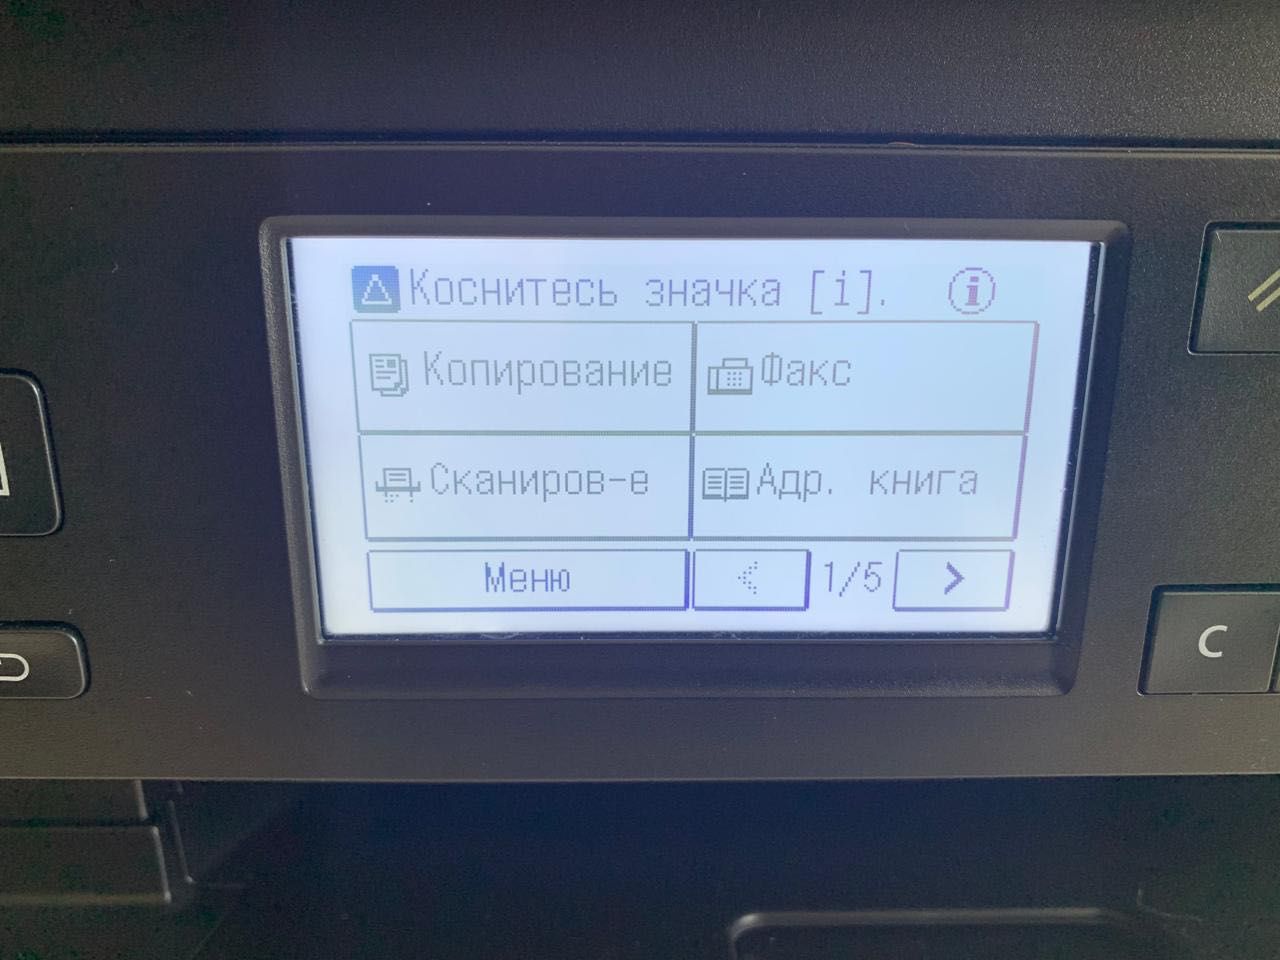 Коснитесь значка [i].
Копирование
Факс
Сканиров-е
Адр. книга
Меню
1/5
C